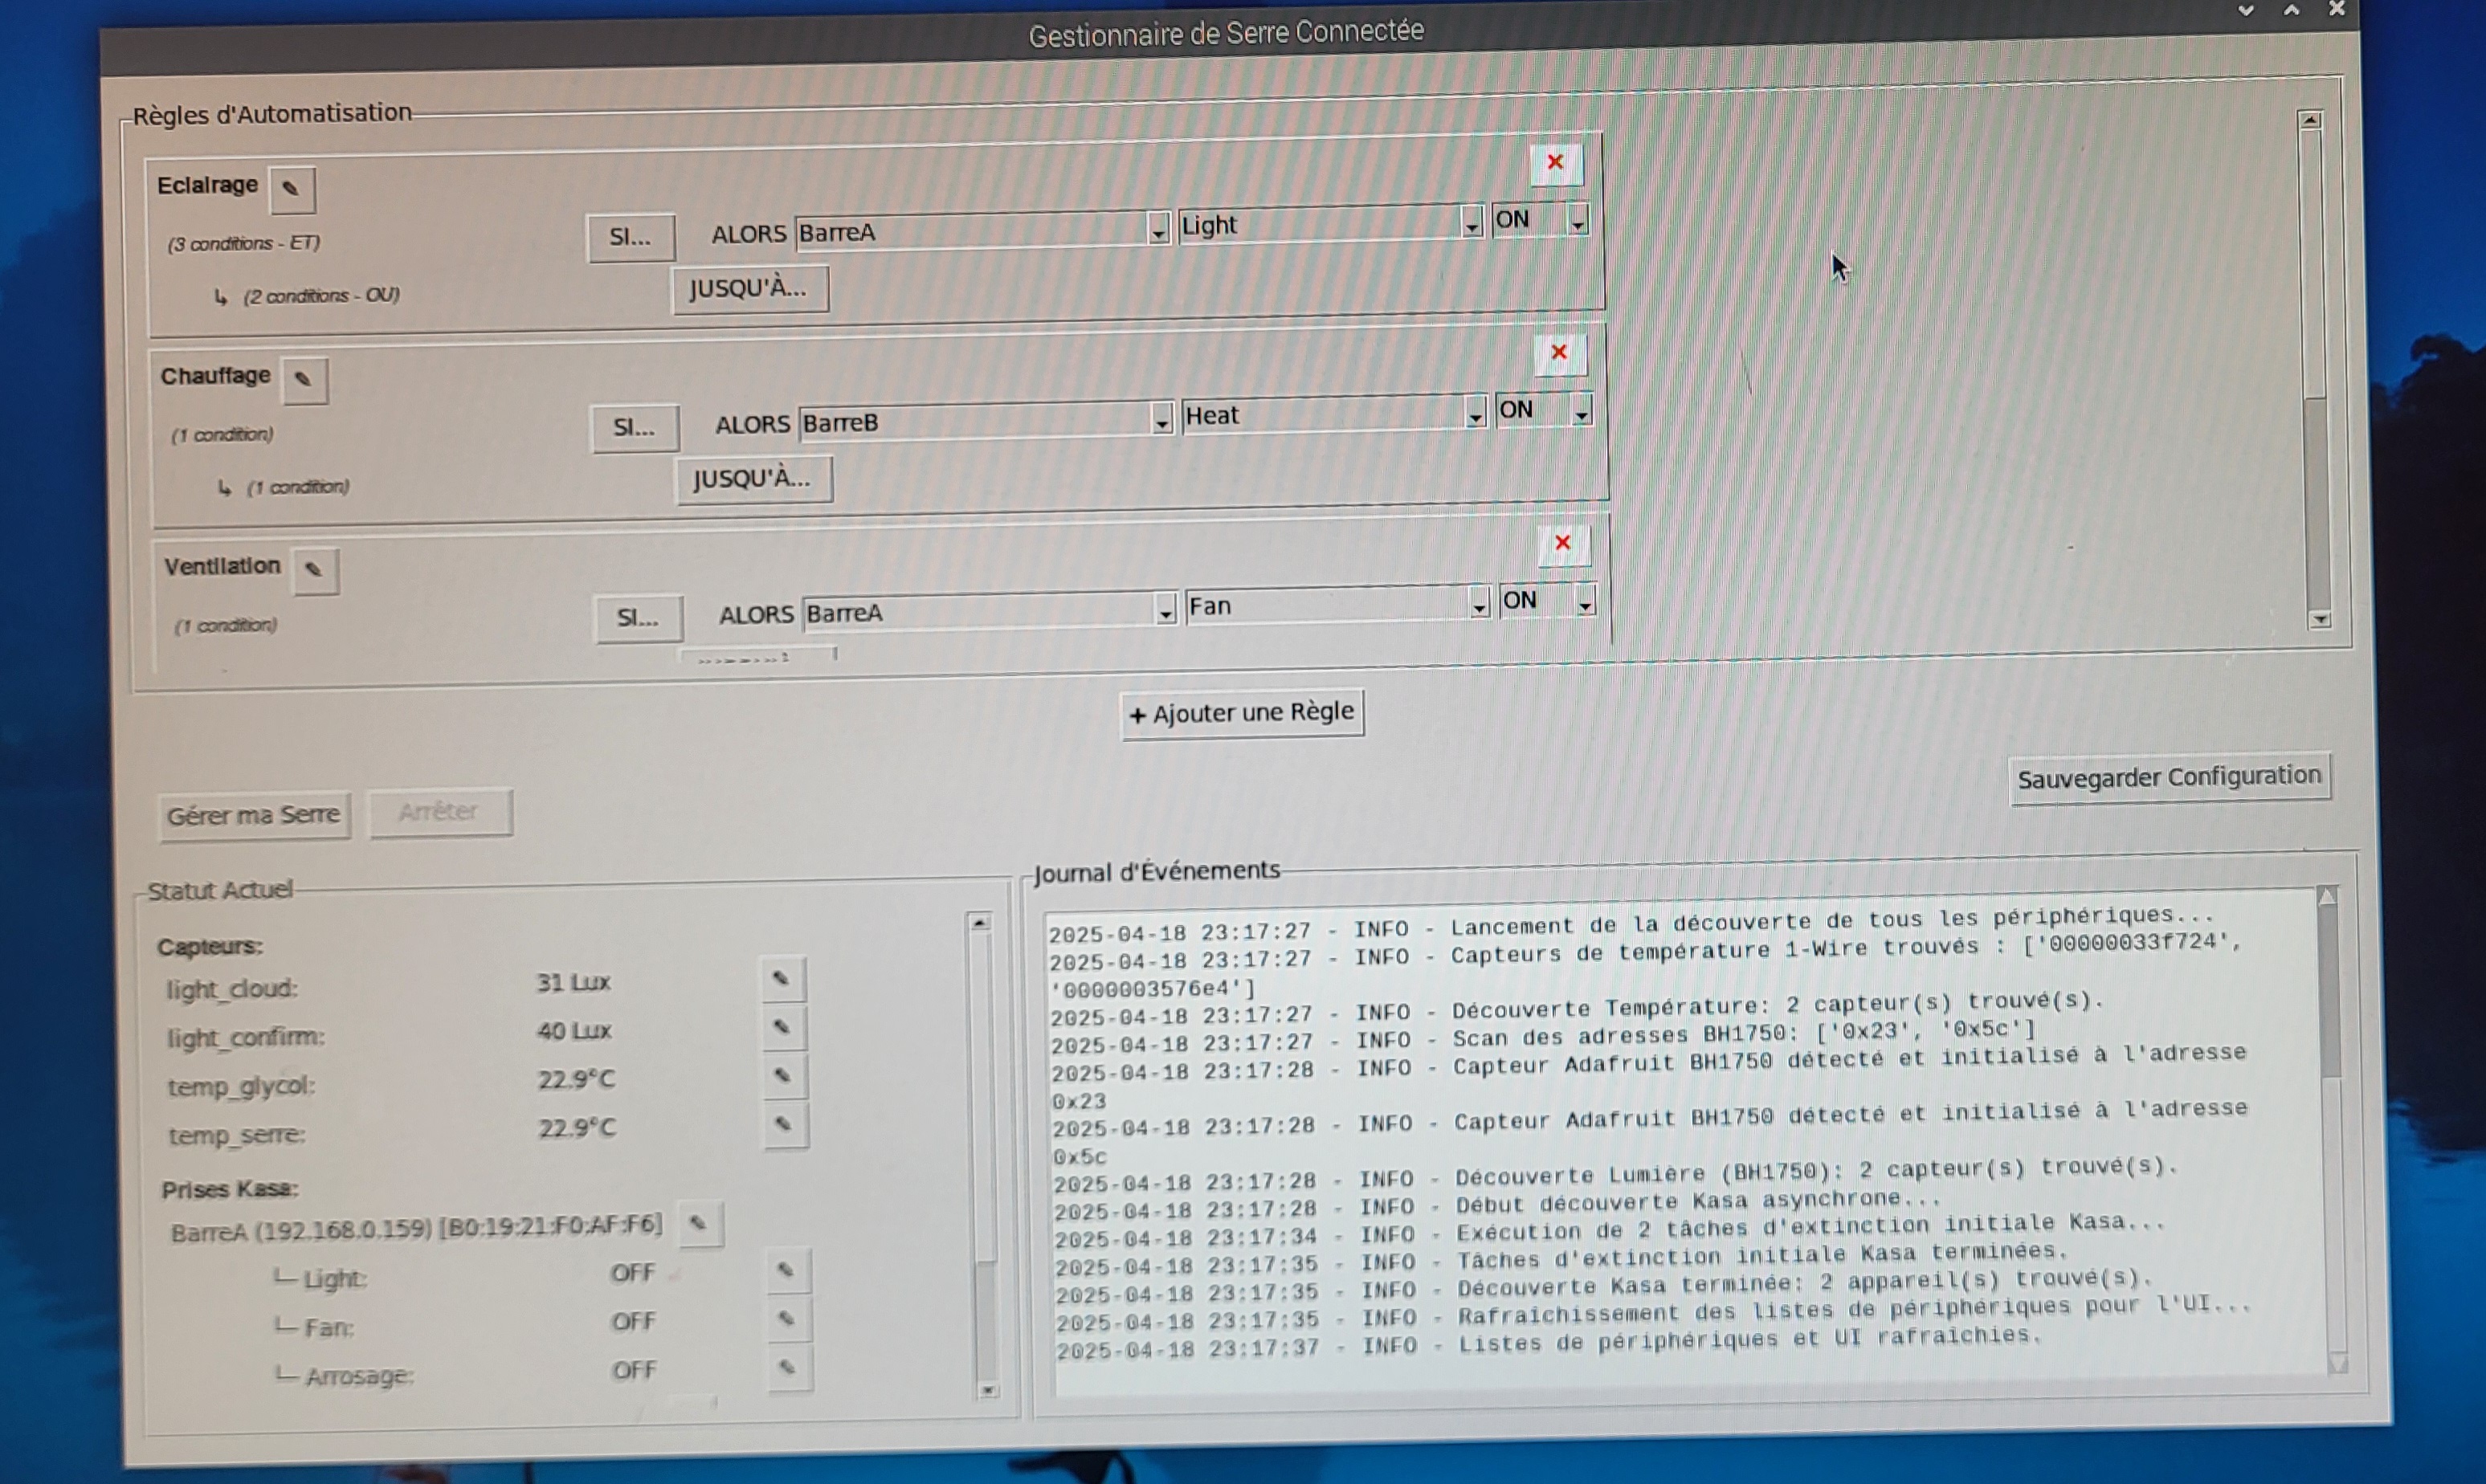 Gestionnaire de Serre Connectée
Règles d'Automatisation
Eclairage
(3 conditions - ET)
SI...
ALORS BarreA Light ON
↳ (2 conditions - OU)
JUSQU'À...
Chauffage
(1 condition)
SI...
ALORS BarreB Heat ON
↳ (1 condition)
JUSQU'À...
Ventilation
(1 condition)
SI...
ALORS BarreA Fan ON
+ Ajouter une Règle
Sauvegarder Configuration
Gérer ma Serre
Arrêter
Statut Actuel
Capteurs:
light_cloud: 31 Lux
light_confirm: 40 Lux
temp_glycol: 22.9°C
temp_serre: 22.9°C
Prises Kasa:
BarreA (192.168.0.159) [B0:19:21:F0:AF:F6]
Light: OFF
Fan: OFF
Arrosage: OFF
Journal d'Événements
2025-04-18 23:17:27 - INFO - Lancement de la découverte de tous les périphériques...
2025-04-18 23:17:27 - INFO - Capteurs de température 1-Wire trouvés : ['00000033f724',
'0000003576e4']
2025-04-18 23:17:27 - INFO - Découverte Température: 2 capteur(s) trouvé(s).
2025-04-18 23:17:27 - INFO - Scan des adresses BH1750: ['0x23', '0x5c']
2025-04-18 23:17:28 - INFO - Capteur Adafruit BH1750 détecté et initialisé à l'adresse
0x23
2025-04-18 23:17:28 - INFO - Capteur Adafruit BH1750 détecté et initialisé à l'adresse
0x5c
2025-04-18 23:17:28 - INFO - Découverte Lumière (BH1750): 2 capteur(s) trouvé(s).
2025-04-18 23:17:28 - INFO - Début découverte Kasa asynchrone...
2025-04-18 23:17:34 - INFO - Exécution de 2 tâches d'extinction initiale Kasa...
2025-04-18 23:17:35 - INFO - Tâches d'extinction initiale Kasa terminées.
2025-04-18 23:17:35 - INFO - Découverte Kasa terminée: 2 appareil(s) trouvé(s).
2025-04-18 23:17:35 - INFO - Rafraîchissement des listes de périphériques pour l'UI...
2025-04-18 23:17:37 - INFO - Listes de périphériques et UI rafraîchies.